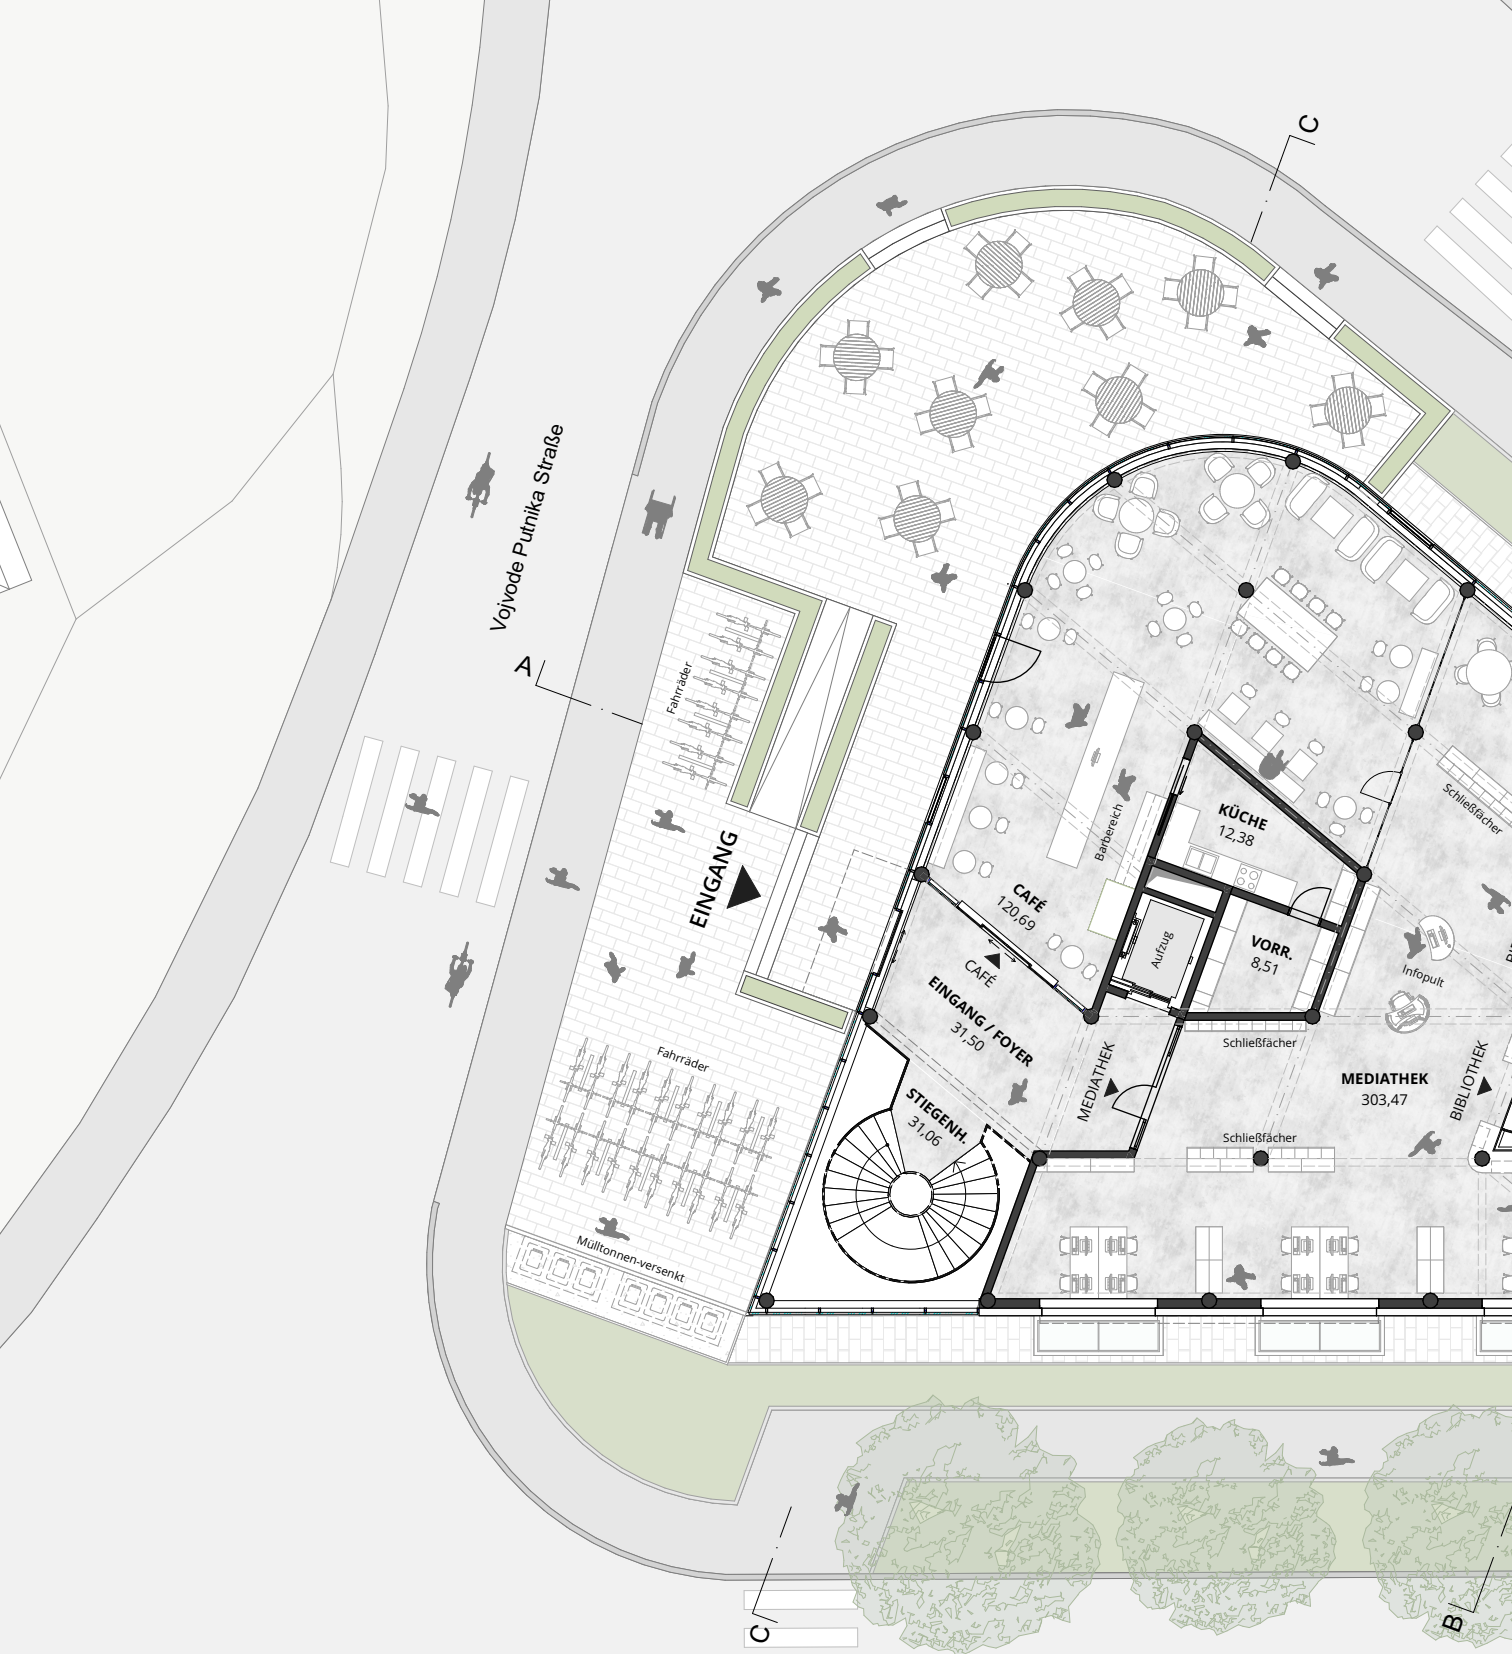 C
Vojvode Putnika Straße
A
Fahrräder
EINGANG
Barbereich
KÜCHE
12,38
Schließfächer
CAFÉ
120,69
Aufzug
VORR.
8,51
Infopult
CAFÉ
EINGANG / FOYER
31,50
Schließfächer
Fahrräder
MEDIATHEK
MEDIATHEK
303,47
BIBLIOTHEK
STIEGENH.
31,06
Schließfächer
Mülltonnen-versenkt
C
B